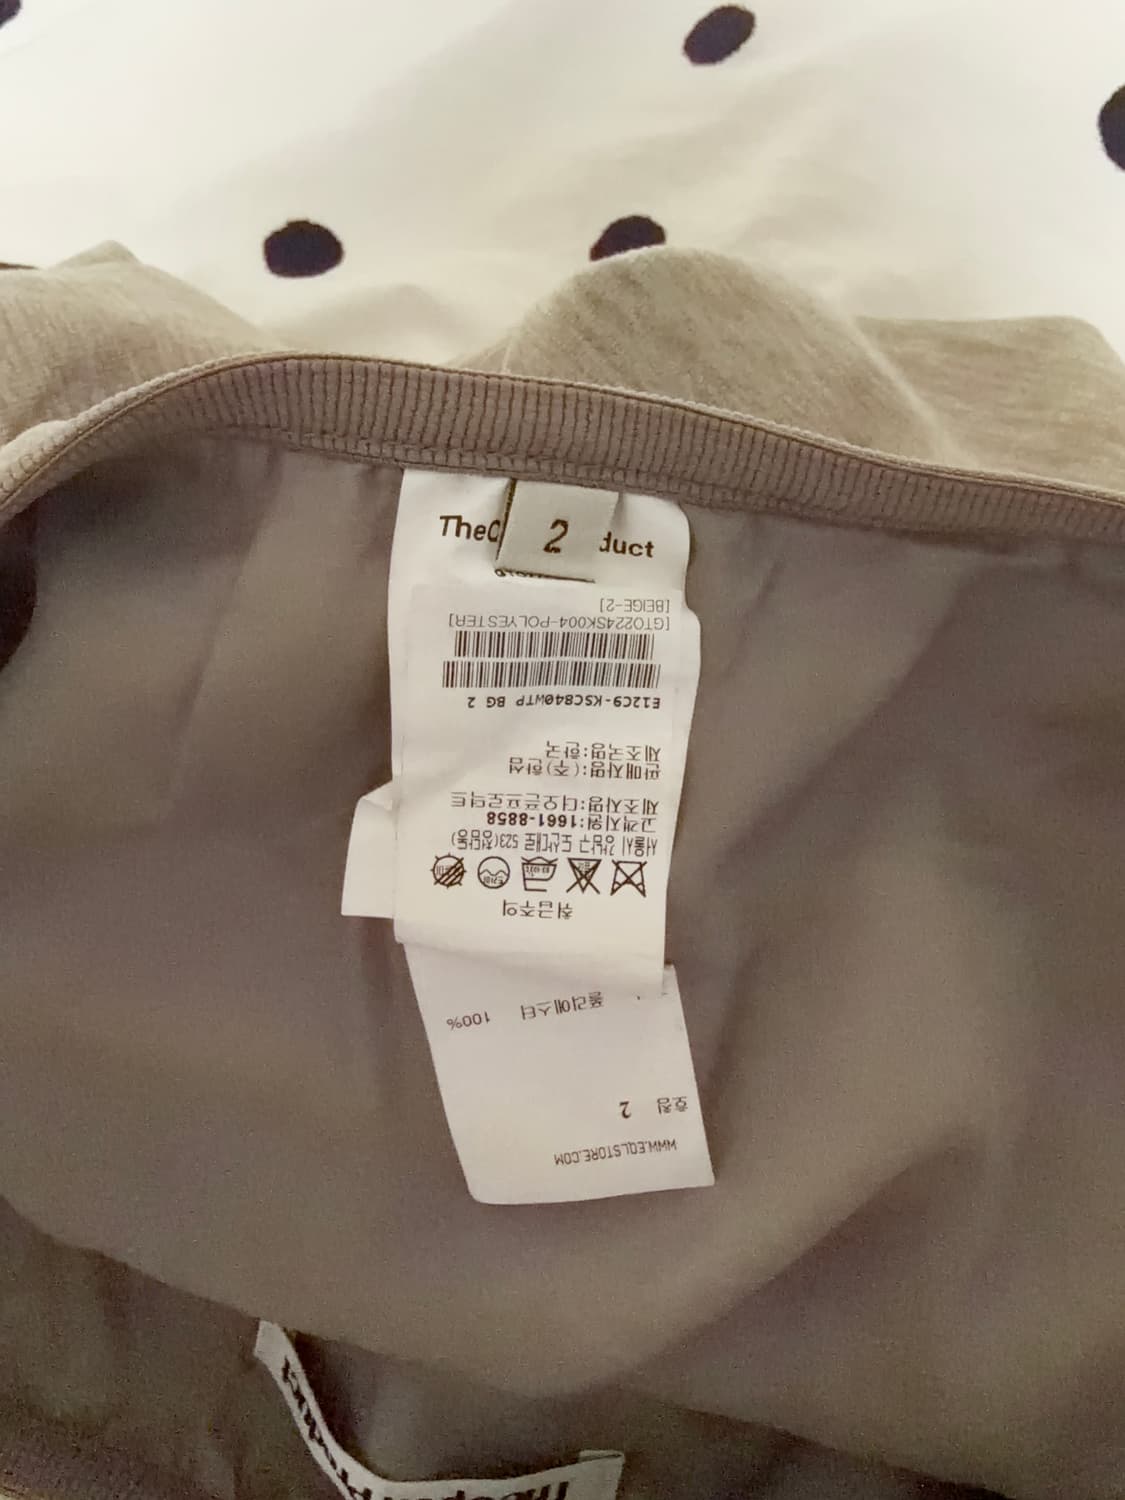 TheO
duct
2
[BEIGE-2]
[GTO224SK004-POLYESTER]
E12C9-KSC840WTP BG 2
제조국명:한국
판매자명:(주)한섬
제조자명:더오픈프로덕트
고객지원:1661-8858
서울시 강남구 도산대로 523(청담동)
취급주의
폴리에스터 100%
호칭 2
WWW.EQLSTORE.COM